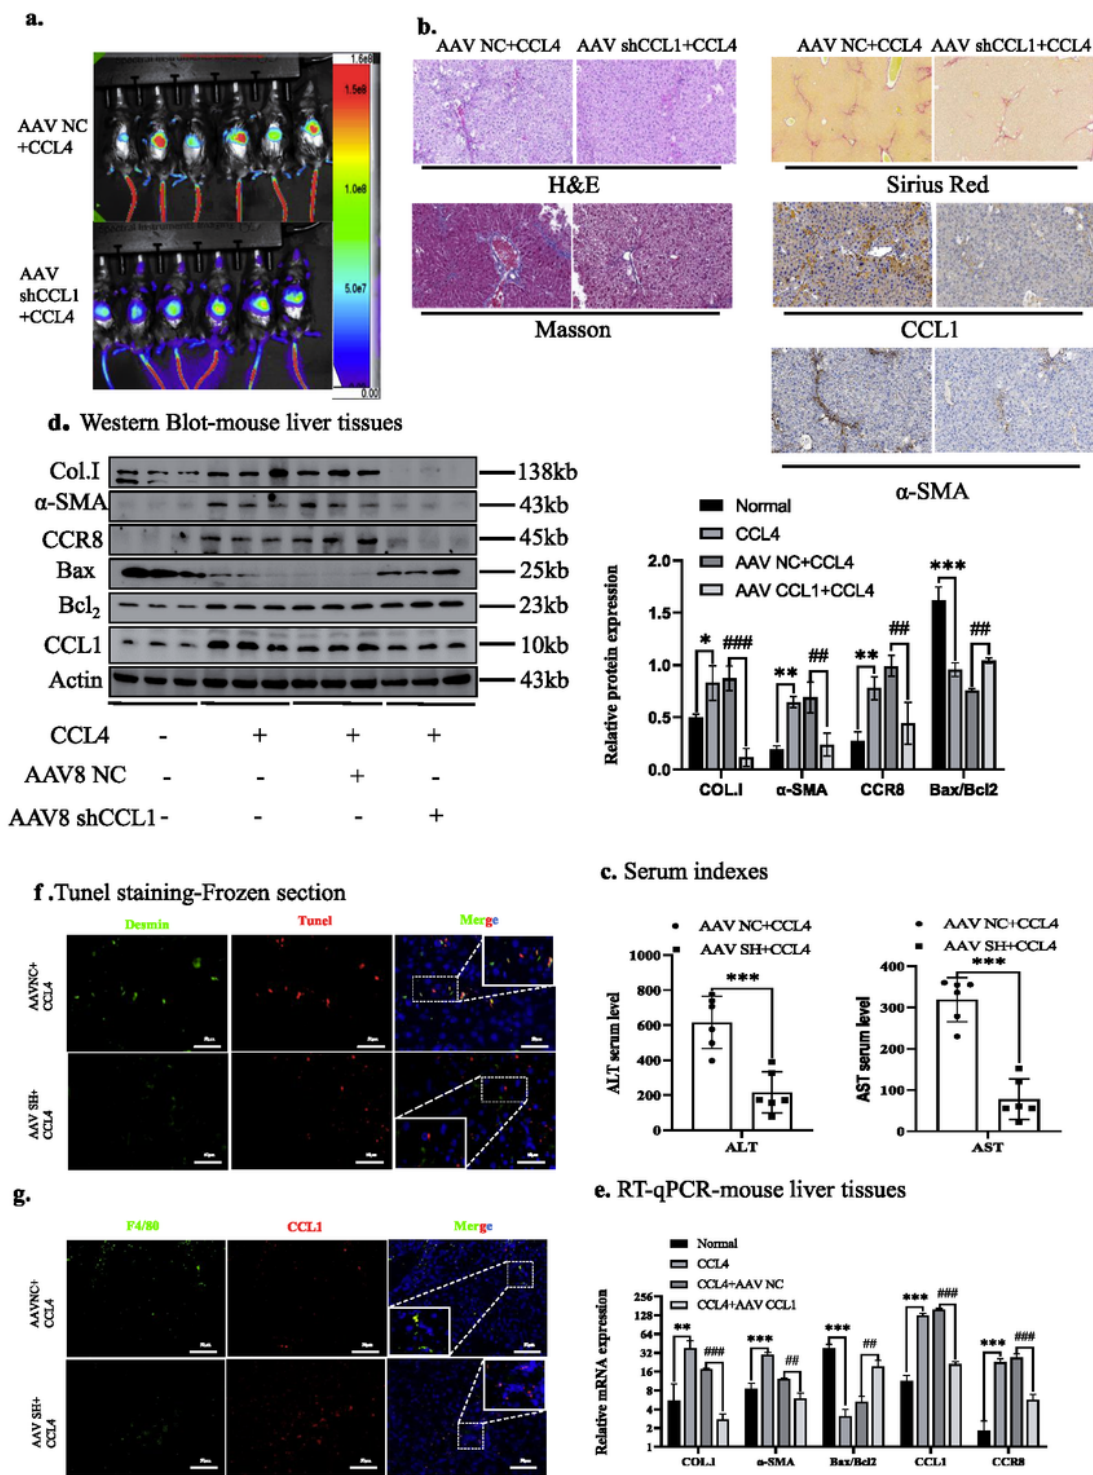 a.
AAV NC
+CCL4
AAV
shCCL1
+CCL4
1.6e8
1.5e8
1.0e8
5.0e7
0.00
b.
AAV NC+CCL4 AAV shCCL1+CCL4
AAV NC+CCL4 AAV shCCL1+CCL4
H&E
Sirius Red
Masson
CCL1
α-SMA
d. Western Blot-mouse liver tissues
Col.I 138kb
α-SMA 43kb
CCR8 45kb
Bax 25kb
Bcl₂ 23kb
CCL1 10kb
Actin 43kb
CCL4 - + + +
AAV8 NC - - + -
AAV8 shCCL1 - - - +
Normal
CCL4
AAV NC+CCL4
AAV CCL1+CCL4
Relative protein expression
2.0
1.5
1.0
0.5
0.0
* ###
** ##
** ##
*** ##
COL.I α-SMA CCR8 Bax/Bcl2
c. Serum indexes
AAV NC+CCL4
AAV SH+CCL4
ALT serum level
1000
800
600
400
200
0
***
ALT
AAV NC+CCL4
AAV SH+CCL4
AST serum level
400
300
200
100
0
***
AST
f .Tunel staining-Frozen section
Desmin Tunel Merge
AAVNC+
CCL4
AAV SH+
CCL4
g.
F4/80 CCL1 Merge
AAVNC+
CCL4
AAV SH+
CCL4
e. RT-qPCR-mouse liver tissues
Normal
CCL4
CCL4+AAV NC
CCL4+AAV CCL1
Relative mRNA expression
256
128
64
32
16
8
4
2
1
** ###
*** ##
*** ##
*** ###
*** ###
COL.I α-SMA Bax/Bcl2 CCL1 CCR8